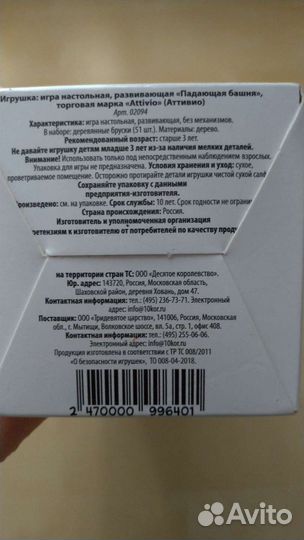 Игрушка: игра настольная, развивающая «Падающая башня»,
торговая марка «Attivio» (Аттивио)
Арт. 02094
Характеристика: игра настольная, развивающая, без механизмов.
В наборе: деревянные бруски (51 шт.). Материалы: дерево.
Рекомендованный возраст: старше 3 лет.
Не давайте игрушку детям младше 3 лет из-за наличия мелких деталей.
Внимание! Использовать только под непосредственным наблюдением взрослых.
Упаковка для игры не предназначена. Условия хранения и уход: сухое,
проветриваемое помещение. Осторожно протирать детали игрушки чистой сухой
Сохраняйте упаковку с данными
предприятия-изготовителя.
см. на упаковке. Срок службы: 10 лет. Срок годности не
Страна происхождения: Россия.
Изготовитель и уполномоченная организация
претензиям к изготовителю от потребителей по качеству
на территории стран ТС: ООО «Десятое королевство».
Юр. адрес: 143720, Россия, Московская область,
Шаховской район, деревня Ховань, дом 47.
Контактная информация: тел.: (495) 236-73-71. Электронный
адрес: info@10kor.ru
Поставщик: ООО «Тридевятое царство», 141006, Россия, Московская
обл., г. Мытищи, Волковское шоссе, вл. 5а, стр. 1, офис 408.
Контактная информация: тел.: (495) 255-06-06.
Электронный адрес: info@10kor.ru
Продукция изготовлена в соответствии с ТР ТС 008/2011
«О безопасности игрушек», ТО 008-04-2018.
2 470000 996401
Avito